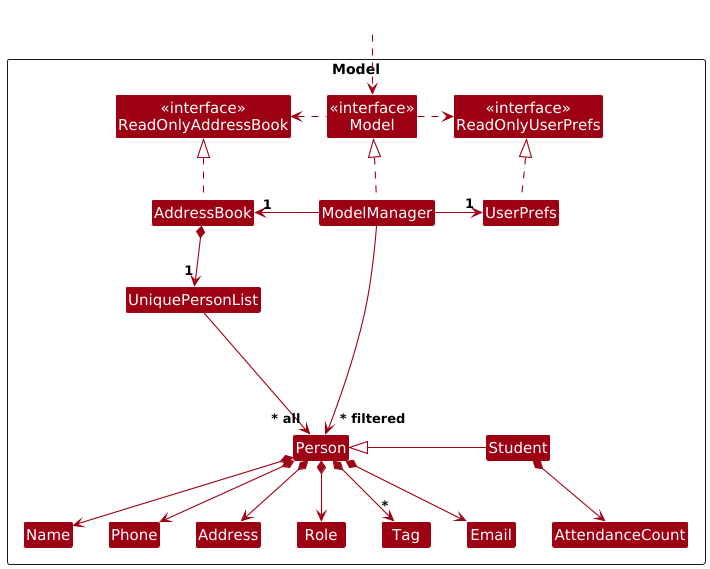 Model
«interface»
ReadOnlyAddressBook
«interface»
Model
«interface»
ReadOnlyUserPrefs
AddressBook
1
ModelManager
1
UserPrefs
1
UniquePersonList
* all
* filtered
Person
Student
*
Name
Phone
Address
Role
Tag
Email
AttendanceCount